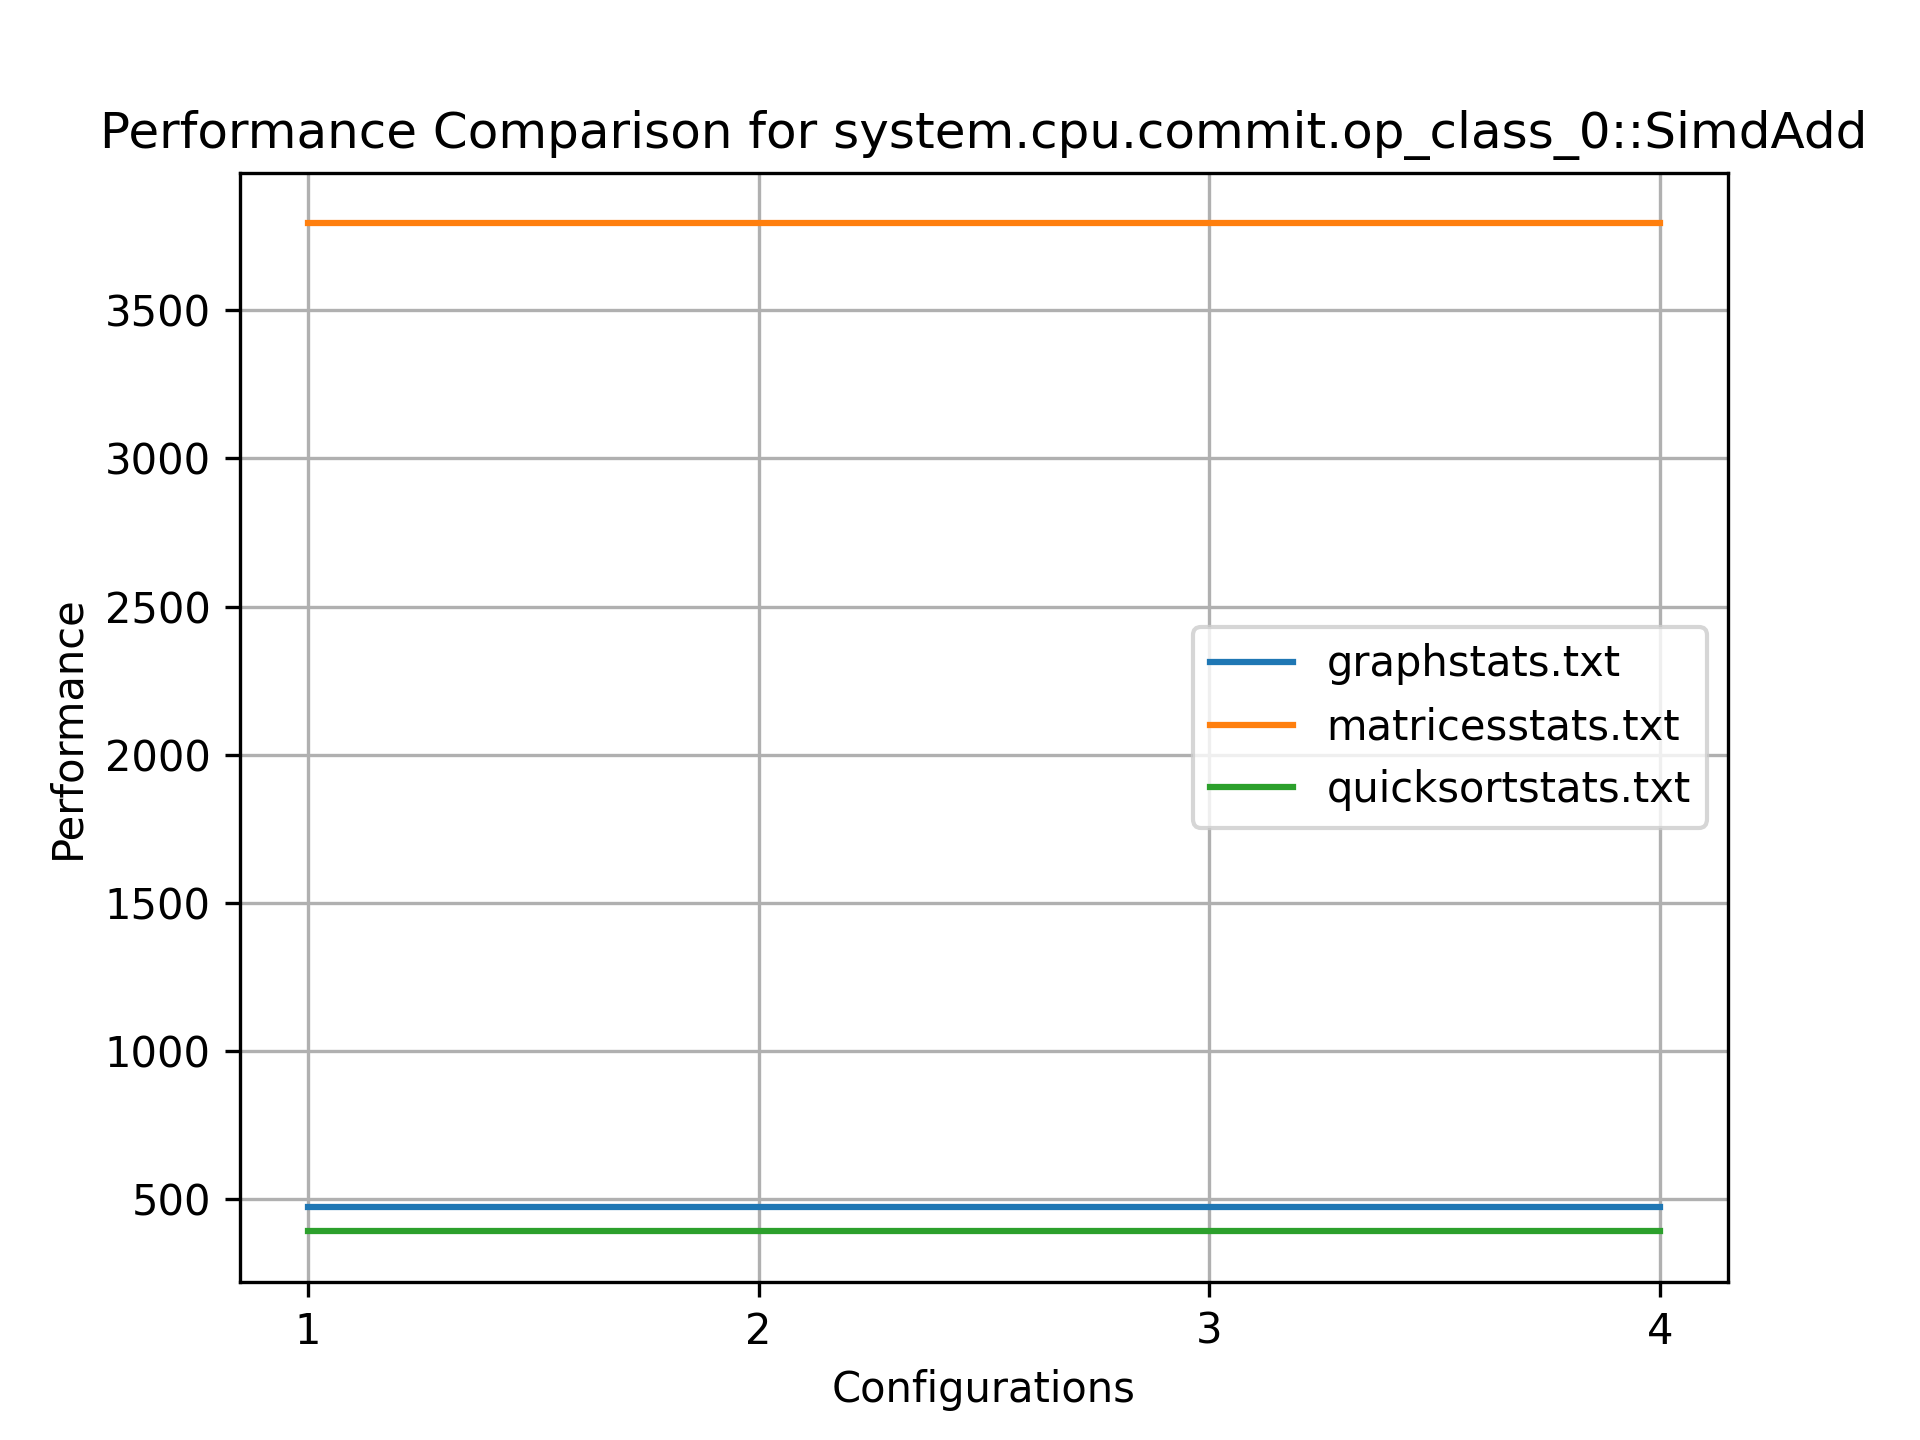 Performance Comparison for system.cpu.commit.op_class_0::SimdAdd
Performance
3500
3000
2500
2000
1500
1000
500
graphstats.txt
matricesstats.txt
quicksortstats.txt
1 2 3 4
Configurations